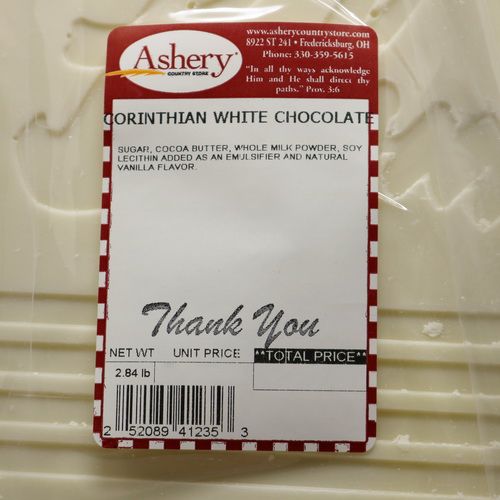 Ashery
COUNTRY STORE
www.asherycountrystore.com
8922 ST 241 • Fredericksburg, OH
Phone: 330-359-5615
"In all thy ways acknowledge
Him and He shall direct thy
paths." Prov. 3:6
CORINTHIAN WHITE CHOCOLATE
SUGAR, COCOA BUTTER, WHOLE MILK POWDER, SOY
LECITHIN ADDED AS AN EMULSIFIER AND NATURAL
VANILLA FLAVOR.
Thank You
NET WT UNIT PRICE **TOTAL PRICE**
2.84 lb
2 52089 41235 3